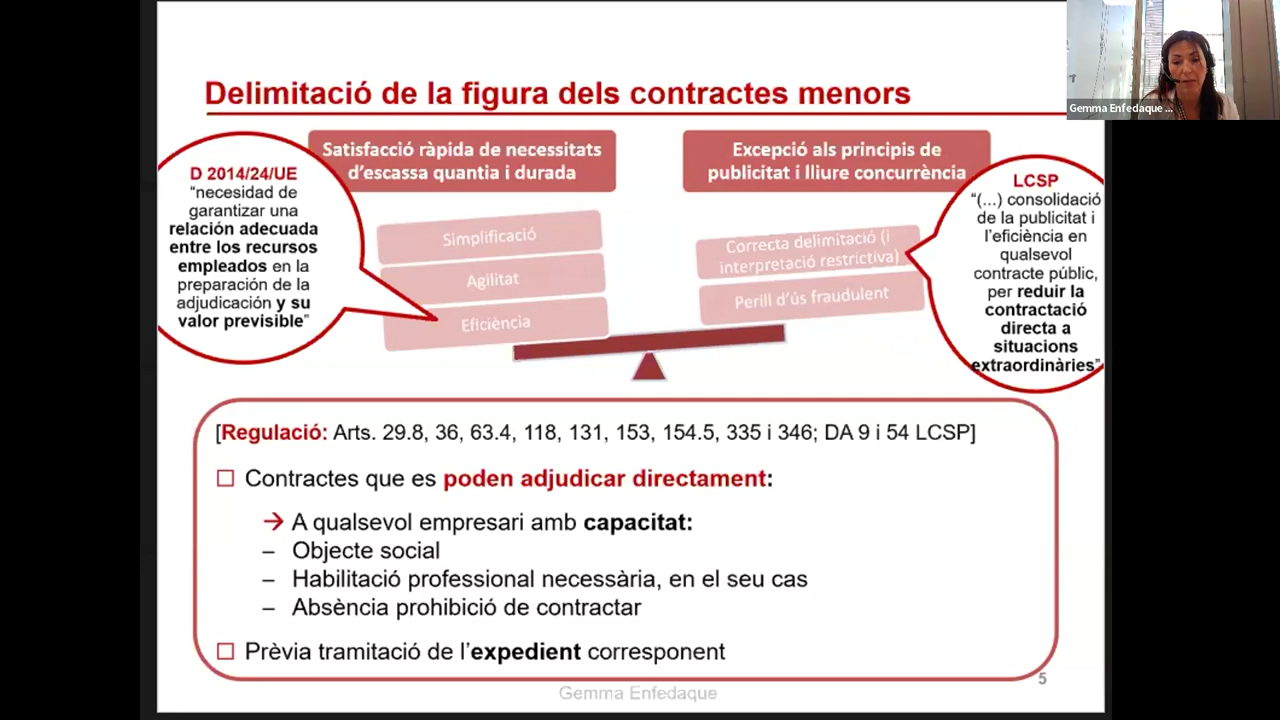 Delimitació de la figura dels contractes menors
Gemma Enfedaque ...
D 2014/24/UE
“necesidad de
garantizar una
relación adecuada
entre los recursos
empleados en la
preparación de la
adjudicación y su
valor previsible”
Satisfacció ràpida de necessitats
d’escassa quantia i durada
Simplificació
Agilitat
Eficiència
Excepció als principis de
publicitat i lliure concurrència
Correcta delimitació (i
interpretació restrictiva)
Perill d’ús fraudulent
LCSP
“(...) consolidació
de la publicitat i
l’eficiència en
qualsevol
contracte públic,
per reduir la
contractació
directa a
situacions
extraordinàries”
[Regulació: Arts. 29.8, 36, 63.4, 118, 131, 153, 154.5, 335 i 346; DA 9 i 54 LCSP]
Contractes que es poden adjudicar directament:
→ A qualsevol empresari amb capacitat:
– Objecte social
– Habilitació professional necessària, en el seu cas
– Absència prohibició de contractar
Prèvia tramitació de l’expedient corresponent
5
Gemma Enfedaque